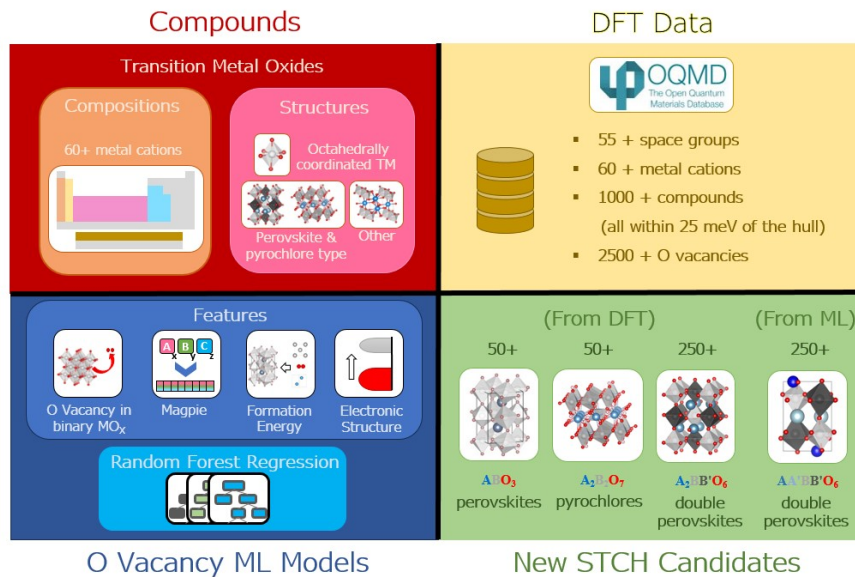 Compounds
Transition Metal Oxides
Compositions
60+ metal cations
Structures
Octahedrally
coordinated TM
Perovskite &
pyrochlore type
Other
DFT Data
OQMD
The Open Quantum
Materials Database
▪ 55 + space groups
▪ 60 + metal cations
▪ 1000 + compounds
(all within 25 meV of the hull)
▪ 2500 + O vacancies
Features
A x B y C z
O Vacancy in
binary MOₓ
Magpie
Formation
Energy
Electronic
Structure
Random Forest Regression
O Vacancy ML Models
(From DFT)
(From ML)
50+
50+
250+
250+
ABO₃
perovskites
A₂B₂O₇
pyrochlores
A₂BB'O₆
double
perovskites
AA'BB'O₆
double
perovskites
New STCH Candidates